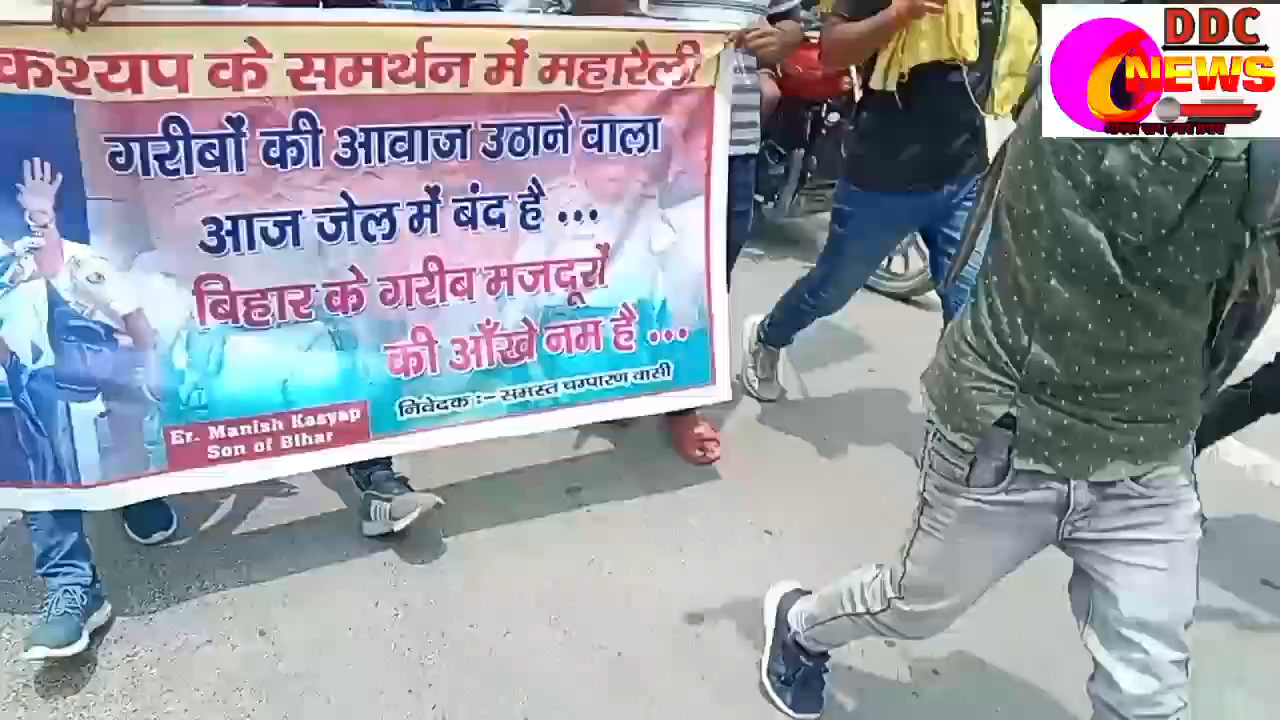 DDC
NEWS
कश्यप के समर्थन में महारैली
गरीबों की आवाज उठाने वाला
आज जेल में बंद है ...
बिहार के गरीब मजदूरों
की आँखे नम है ...
निवेदक :- समस्त चम्पारण वासी
Er. Manish Kasyap
Son of Bihar